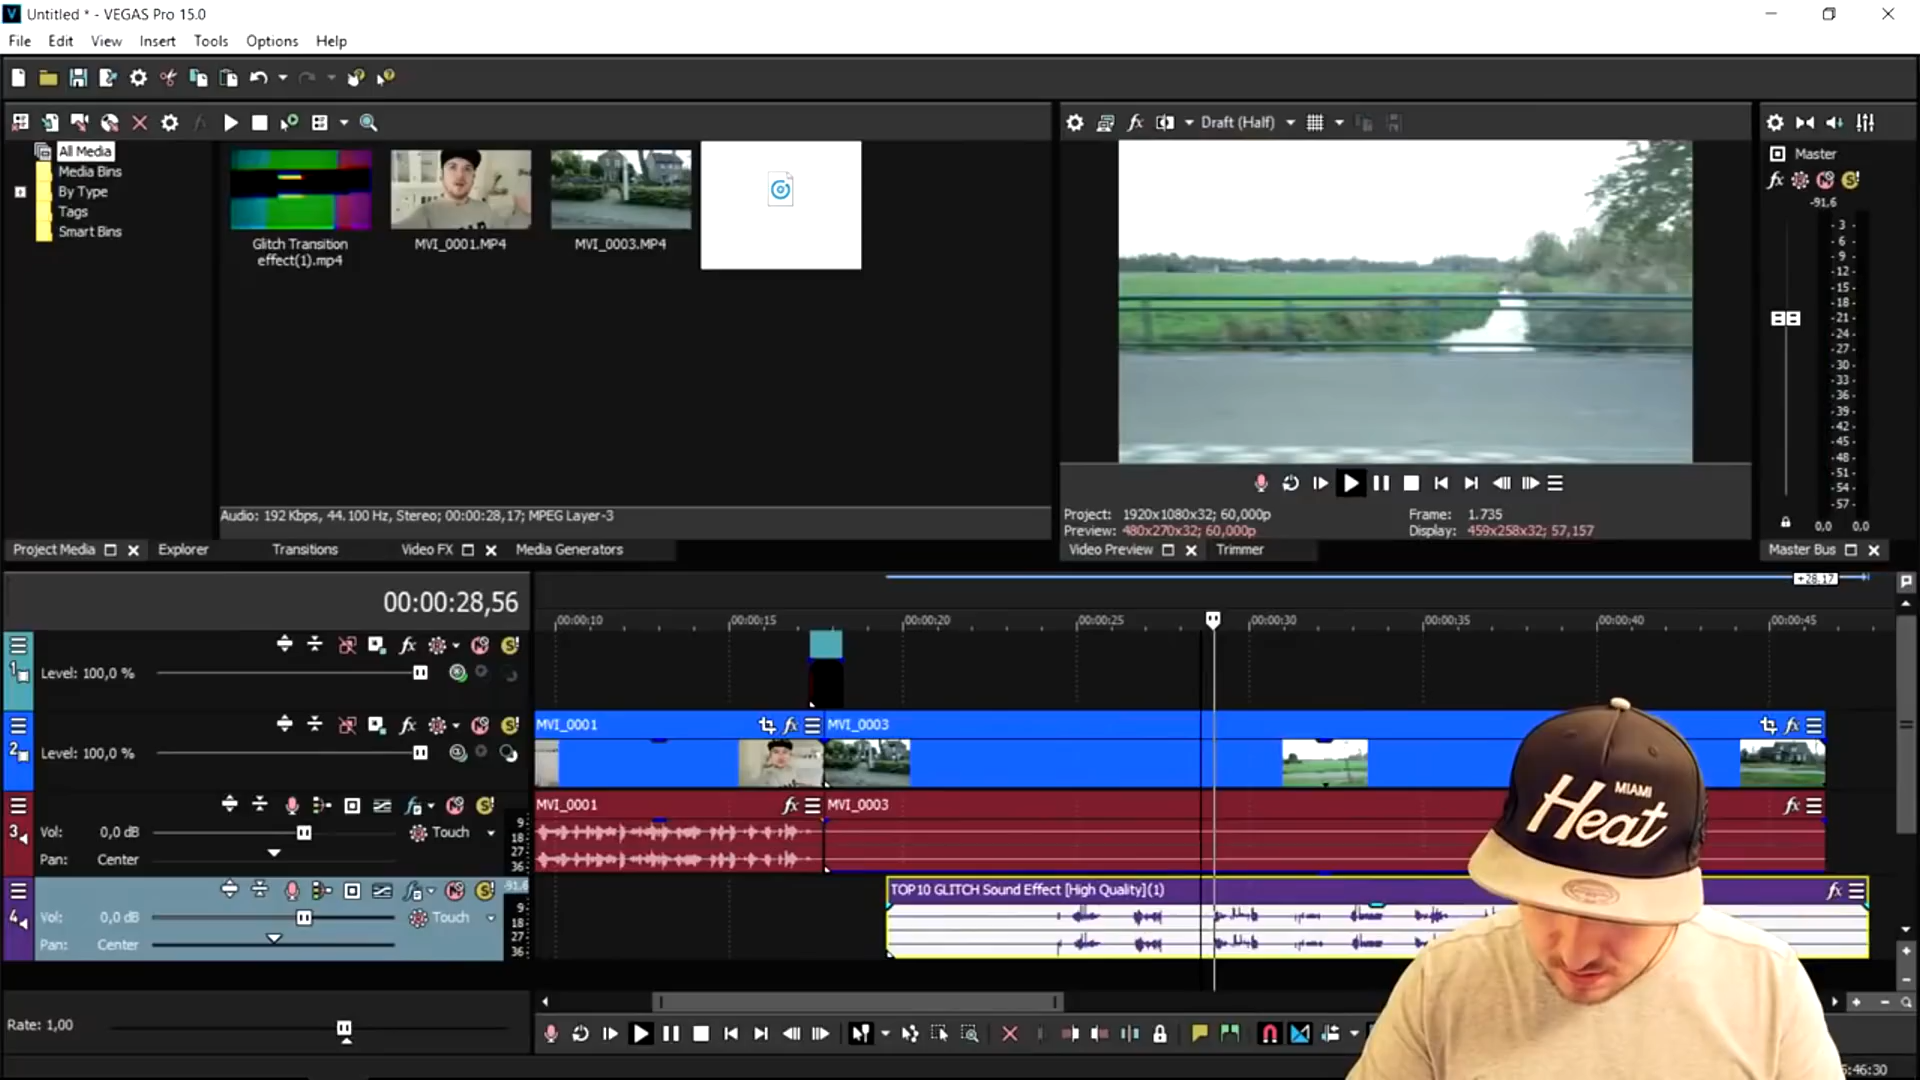 Untitled * - VEGAS Pro 15.0
File Edit View Insert Tools Options Help
Draft (Half)
All Media
Media Bins
By Type
Tags
Smart Bins
Glitch Transition
effect(1).mp4
MVI_0001.MP4
MVI_0003.MP4
Master
-91,6
- 3 -
- 6 -
- 9 -
-12-
-15-
-18-
-21-
-24-
-27-
-30-
-33-
-36-
-39-
-42-
-45-
-48-
-51-
-54-
-57-
0,0 0,0
Audio: 192 Kbps, 44.100 Hz, Stereo; 00:00:28,17; MPEG Layer-3
Project: 1920x1080x32; 60,000p
Frame: 1.735
Preview: 480x270x32; 60,000p
Display: 459x258x32; 57,157
Project Media Explorer Transitions Video FX Media Generators
Video Preview Trimmer
Master Bus
+28,17
00:00:28,56
00:00:10 00:00:15 00:00:20 00:00:25 00:00:30 00:00:35 00:00:40 00:00:45
1
Level: 100,0 %
2
Level: 100,0 %
MVI_0001
MVI_0003
3
Vol: 0,0 dB
Touch
Pan: Center
9
18
27
36
MVI_0001
MVI_0003
4
Vol: 0,0 dB
Touch
Pan: Center
-91,6
9
18
27
36
TOP10 GLITCH Sound Effect [High Quality](1)
MIAMI
Heat
Rate: 1,00
5:46:30